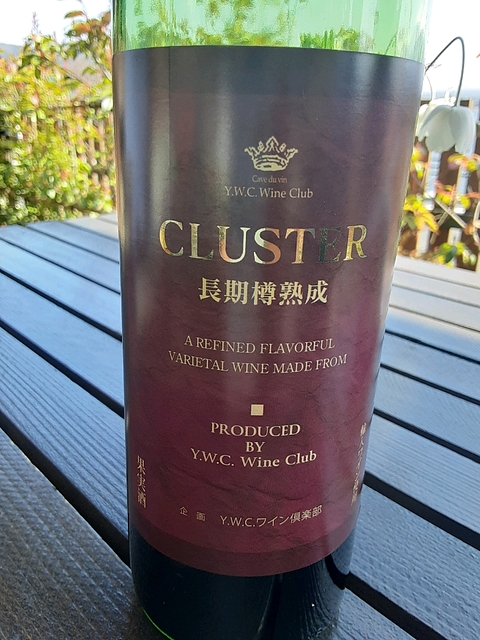 Cave du vin
Y.W.C. Wine Club
CLUSTER
長期樽熟成
A REFINED FLAVORFUL
VARIETAL WINE MADE FROM
PRODUCED
BY
Y.W.C. Wine Club
果実酒
企画 Y.W.C.ワイン倶楽部